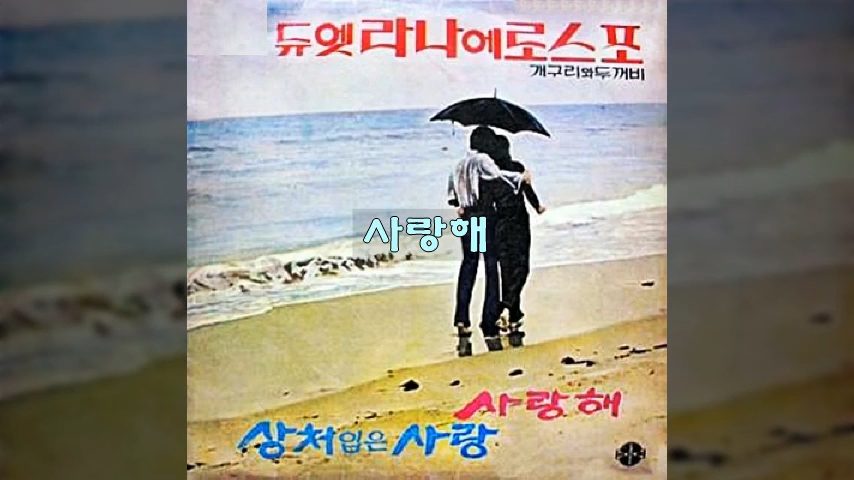 듀엣 라나에로스포
개구리와 두꺼비
사랑해
사랑해
상처입은 사랑